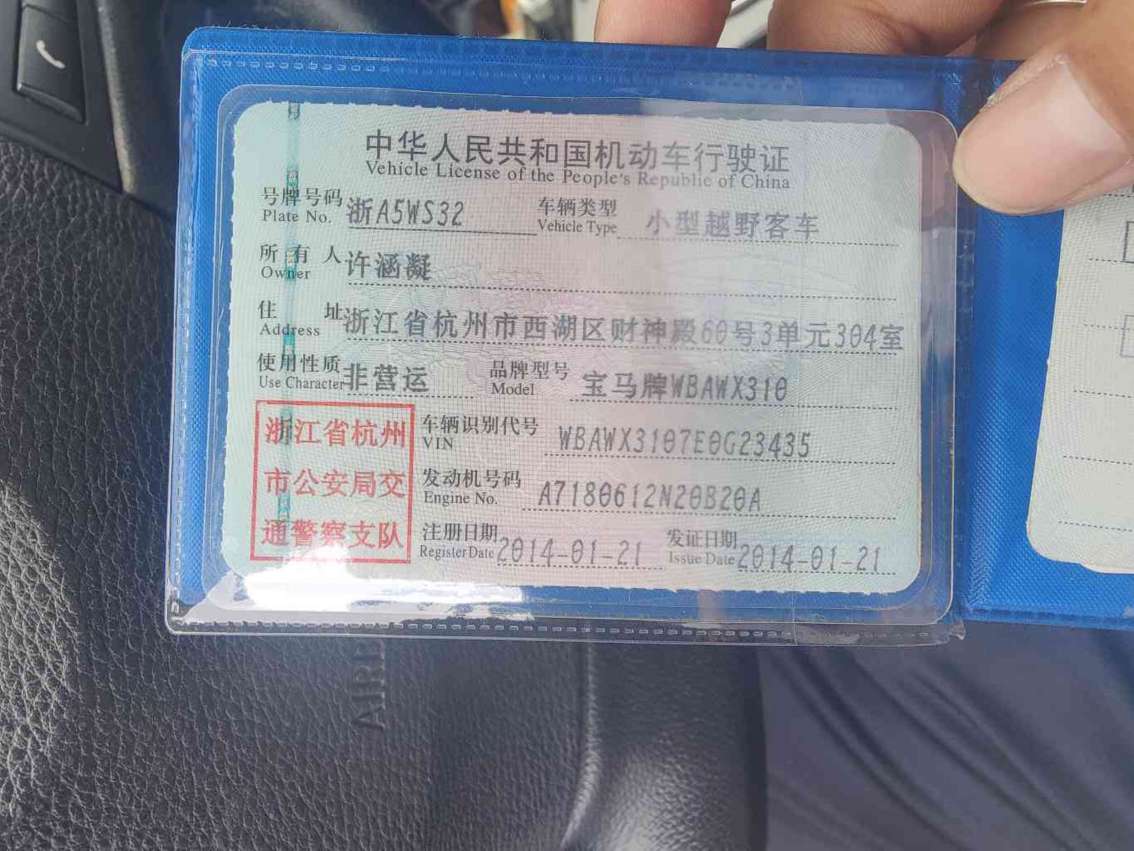 中华人民共和国机动车行驶证
Vehicle License of the People's Republic of China
号牌号码 浙A5WS32 车辆类型 小型越野客车
Plate No. Vehicle Type
所有人 许涵凝
Owner
住址 浙江省杭州市西湖区财神殿60号3单元304室
Address
使用性质 非营运 品牌型号 宝马牌WBAWX310
Use Character Model
浙江省杭州
市公安局交
通警察支队
车辆识别代号 WBAWX3107E0G23435
VIN
发动机号码 A7180612N20B20A
Engine No.
注册日期 2014-01-21 发证日期 2014-01-21
Register Date Issue Date